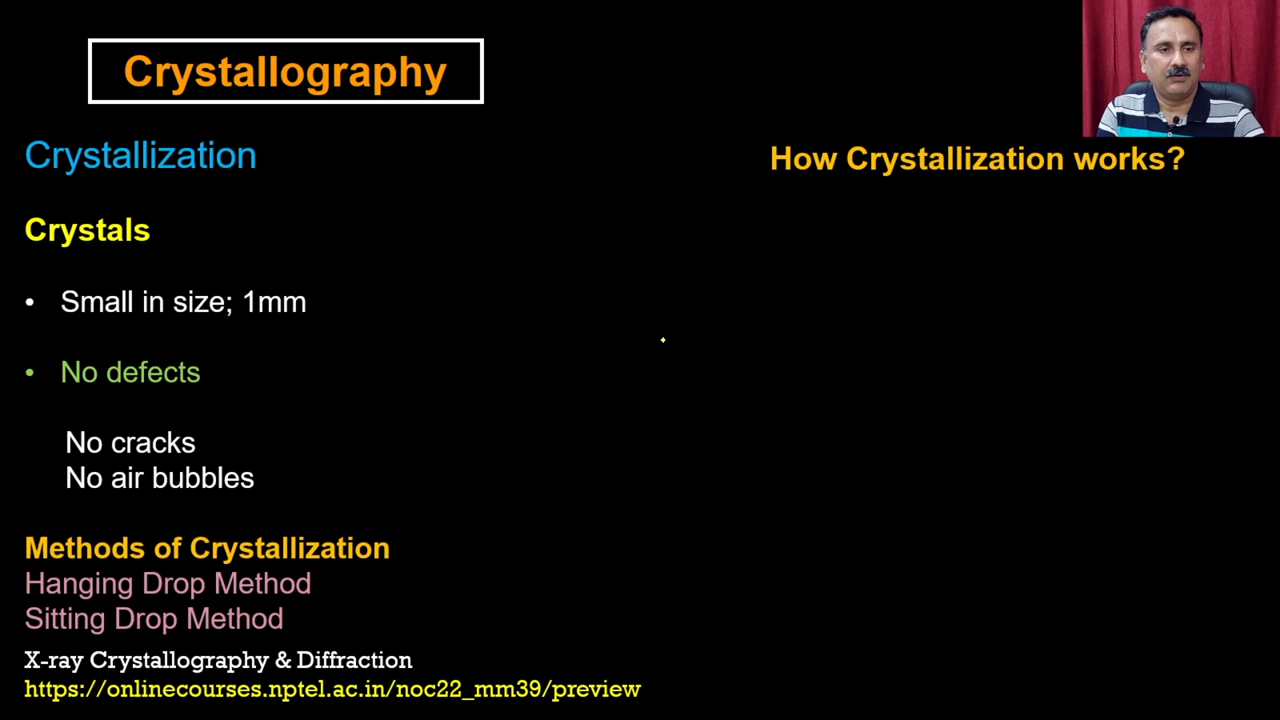 Crystallography
Crystallization
How Crystallization works?
Crystals
• Small in size; 1mm
• No defects
No cracks
No air bubbles
Methods of Crystallization
Hanging Drop Method
Sitting Drop Method
X-ray Crystallography & Diffraction
https://onlinecourses.nptel.ac.in/noc22_mm39/preview